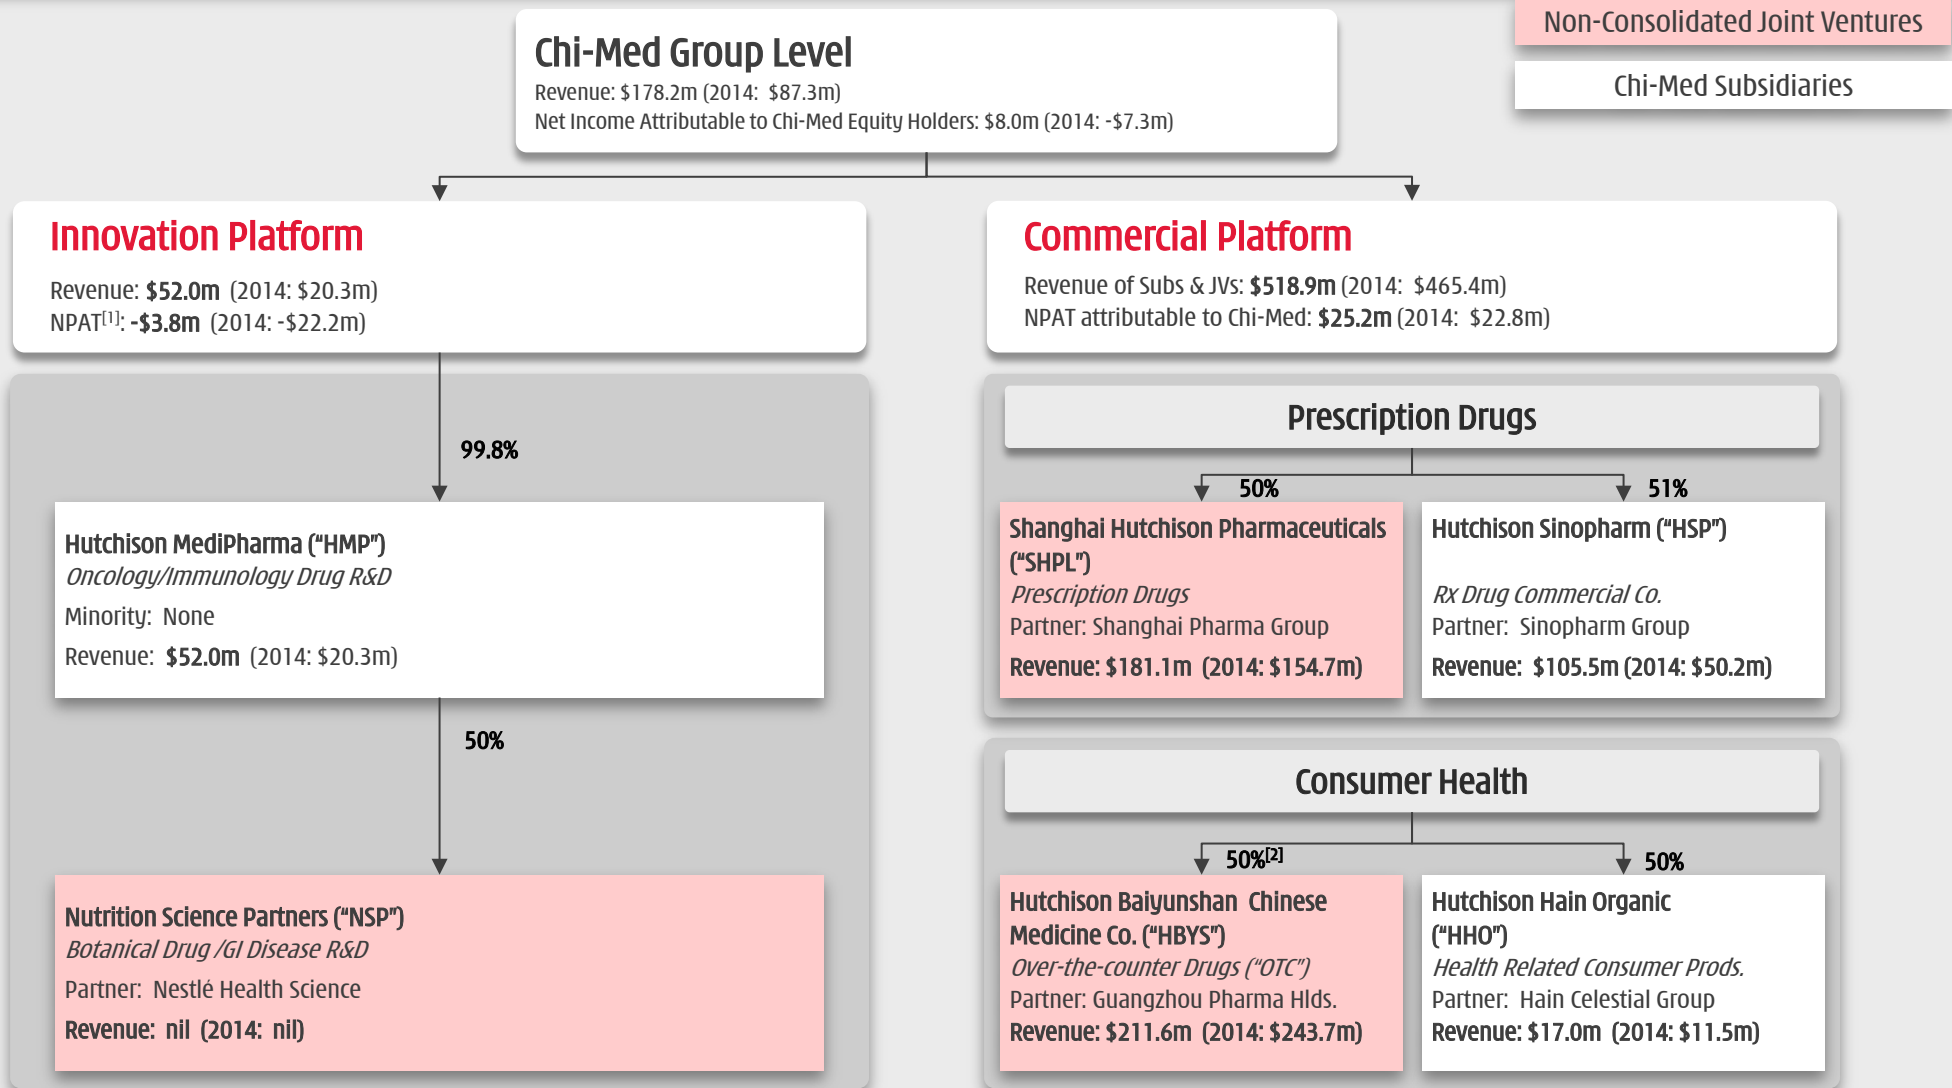 Non-Consolidated Joint Ventures
Chi-Med Subsidiaries
Chi-Med Group Level
Revenue: $178.2m (2014: $87.3m)
Net Income Attributable to Chi-Med Equity Holders: $8.0m (2014: -$7.3m)
Innovation Platform
Revenue: $52.0m (2014: $20.3m)
NPAT[1]: -$3.8m (2014: -$22.2m)
Commercial Platform
Revenue of Subs & JVs: $518.9m (2014: $465.4m)
NPAT attributable to Chi-Med: $25.2m (2014: $22.8m)
99.8%
Hutchison MediPharma (“HMP”)
Oncology/Immunology Drug R&D
Minority: None
Revenue: $52.0m (2014: $20.3m)
50%
Nutrition Science Partners (“NSP”)
Botanical Drug /GI Disease R&D
Partner: Nestlé Health Science
Revenue: nil (2014: nil)
Prescription Drugs
50%
Shanghai Hutchison Pharmaceuticals
(“SHPL”)
Prescription Drugs
Partner: Shanghai Pharma Group
Revenue: $181.1m (2014: $154.7m)
51%
Hutchison Sinopharm (“HSP”)
Rx Drug Commercial Co.
Partner: Sinopharm Group
Revenue: $105.5m (2014: $50.2m)
Consumer Health
50%[2]
Hutchison Baiyunshan Chinese
Medicine Co. (“HBYS”)
Over-the-counter Drugs (“OTC”)
Partner: Guangzhou Pharma Hlds.
Revenue: $211.6m (2014: $243.7m)
50%
Hutchison Hain Organic
(“HHO”)
Health Related Consumer Prods.
Partner: Hain Celestial Group
Revenue: $17.0m (2014: $11.5m)